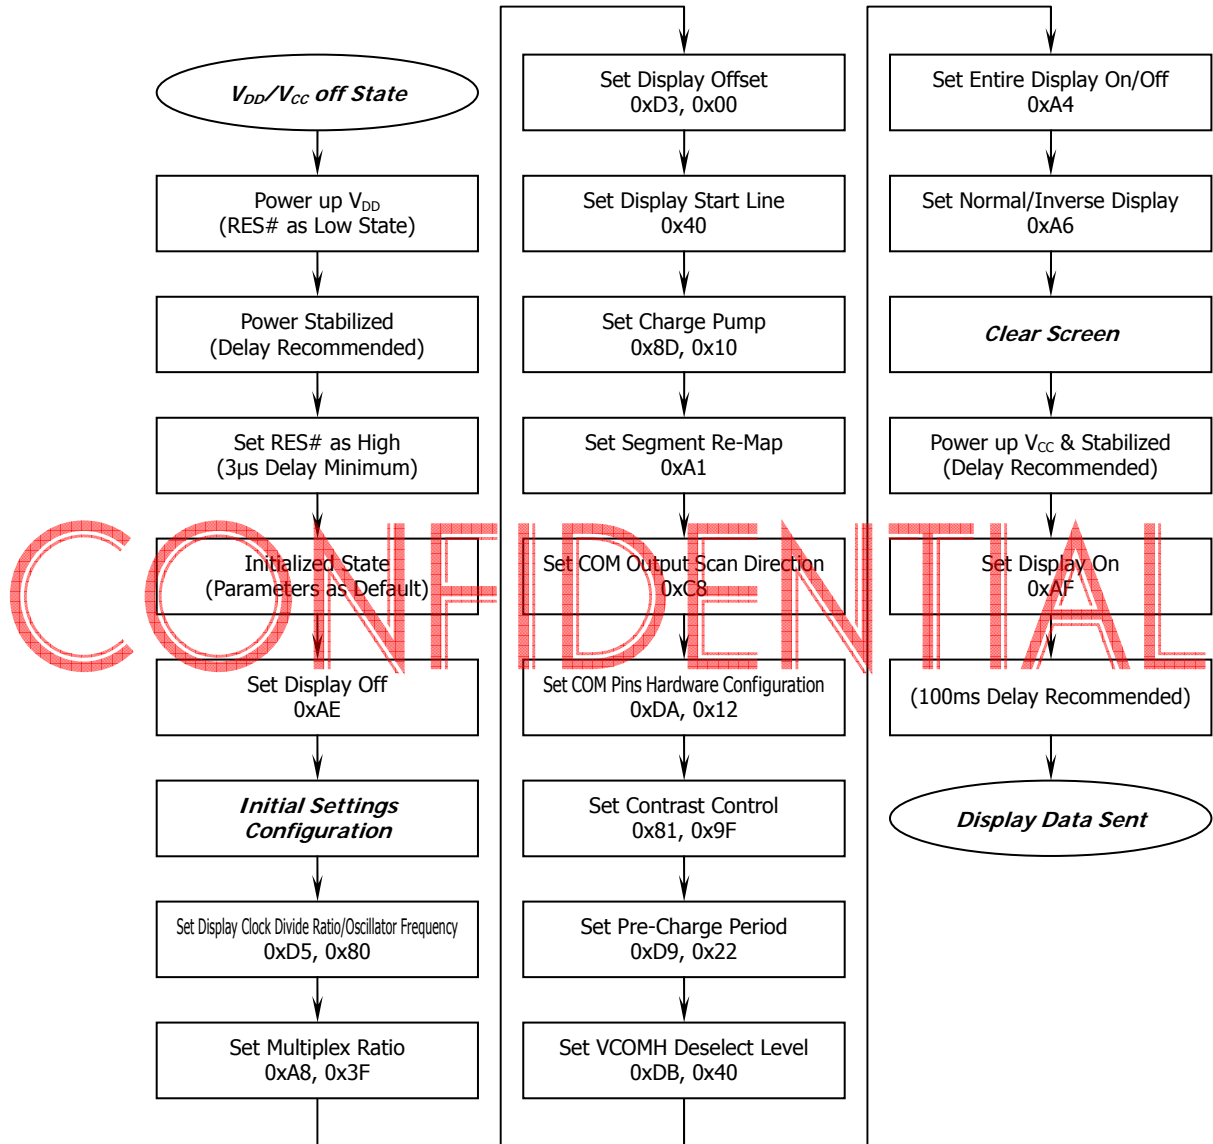 V_DD/V_CC off State
Power up V_DD
(RES# as Low State)
Power Stabilized
(Delay Recommended)
Set RES# as High
(3μs Delay Minimum)
Initialized State
(Parameters as Default)
Set Display Off
0xAE
Initial Settings
Configuration
Set Display Clock Divide Ratio/Oscillator Frequency
0xD5, 0x80
Set Multiplex Ratio
0xA8, 0x3F
Set Display Offset
0xD3, 0x00
Set Display Start Line
0x40
Set Charge Pump
0x8D, 0x10
Set Segment Re-Map
0xA1
Set COM Output Scan Direction
0xC8
Set COM Pins Hardware Configuration
0xDA, 0x12
Set Contrast Control
0x81, 0x9F
Set Pre-Charge Period
0xD9, 0x22
Set VCOMH Deselect Level
0xDB, 0x40
Set Entire Display On/Off
0xA4
Set Normal/Inverse Display
0xA6
Clear Screen
Power up V_CC & Stabilized
(Delay Recommended)
Set Display On
0xAF
(100ms Delay Recommended)
Display Data Sent
CONFIDENTIAL